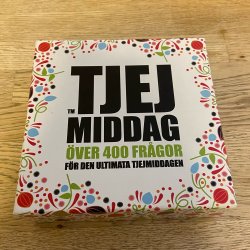 TJEJ
™ MIDDAG
ÖVER 400 FRÅGOR
FÖR DEN ULTIMATA TJEJMIDDAGEN